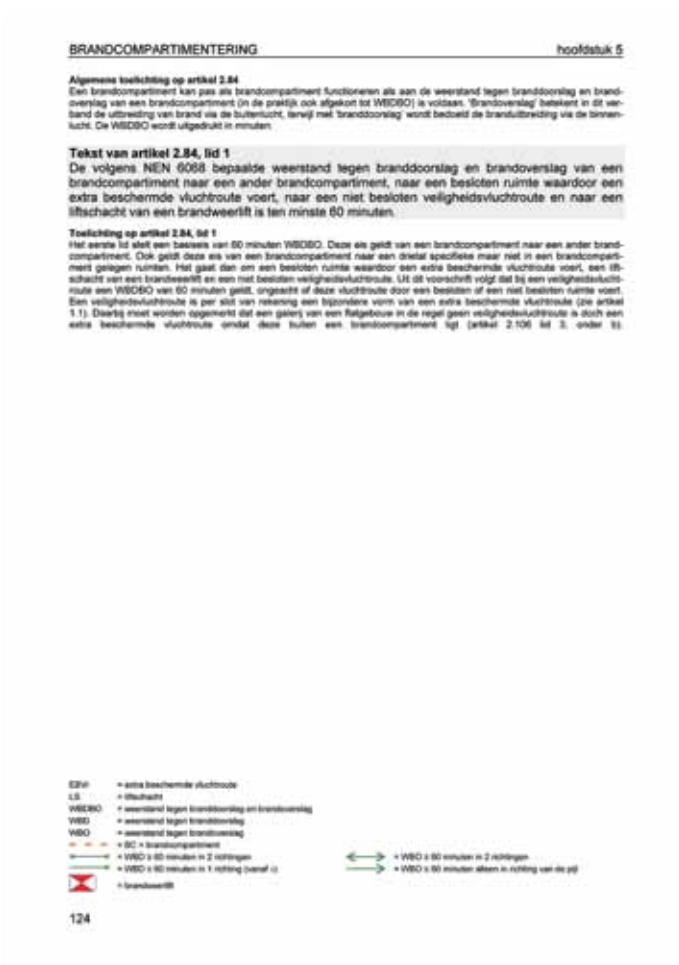 BRANDCOMPARTIMENTERING hoofdstuk 5
Algemene toelichting op artikel 2.84
Een brandcompartiment kan pas als brandcompartiment functioneren als aan de weerstand tegen branddoorslag en brand-
overslag van een brandcompartiment (in de praktijk ook afgekort tot WBDBO) is voldaan. 'Brandoverslag' betekent in dit ver-
band de uitbreiding van brand via de buitenlucht, terwijl met 'branddoorslag' wordt bedoeld de branduitbreiding via de binnen-
lucht. De WBDBO wordt uitgedrukt in minuten.
Tekst van artikel 2.84, lid 1
De volgens NEN 6068 bepaalde weerstand tegen branddoorslag en brandoverslag van een
brandcompartiment naar een ander brandcompartiment, naar een besloten ruimte waardoor een
extra beschermde vluchtroute voert, naar een niet besloten veiligheidsvluchtroute en naar een
liftschacht van een brandweerlift is ten minste 60 minuten.
Toelichting op artikel 2.84, lid 1
Het eerste lid stelt een basiseis van 60 minuten WBDBO. Deze eis geldt van een brandcompartiment naar een ander brand-
compartiment. Ook geldt deze eis van een brandcompartiment naar een drietal specifieke maar niet in een brandcomparti-
ment gelegen ruimten. Het gaat dan om een besloten ruimte waardoor een extra beschermde vluchtroute voert, een lift-
schacht van een brandweerlift en een niet besloten veiligheidsvluchtroute. Uit dit voorschrift volgt dat bij een veiligheidsvlucht-
route een WBDBO van 60 minuten geldt, ongeacht of deze vluchtroute door een besloten of een niet besloten ruimte voert.
Een veiligheidsvluchtroute is per slot van rekening een bijzondere vorm van een extra beschermde vluchtroute (zie artikel
1.1). Daarbij moet worden opgemerkt dat een galerij van een flatgebouw in de regel geen veiligheidsvluchtroute is doch een
extra beschermde vluchtroute omdat deze buiten een brandcompartiment ligt (artikel 2.106 lid 3, onder b).
= extra beschermde vluchtroute
LS = liftschacht
WBDBO = weerstand tegen branddoorslag en brandoverslag
WBD = weerstand tegen branddoorslag
WBO = weerstand tegen brandoverslag
= BC = brandcompartiment
= WBD ≥ 60 minuten in 2 richtingen = WBO ≥ 60 minuten in 2 richtingen
= WBD ≥ 60 minuten in 1 richting (vanaf = WBO ≥ 60 minuten alleen in richting van de pijl
= brandweerlift
124